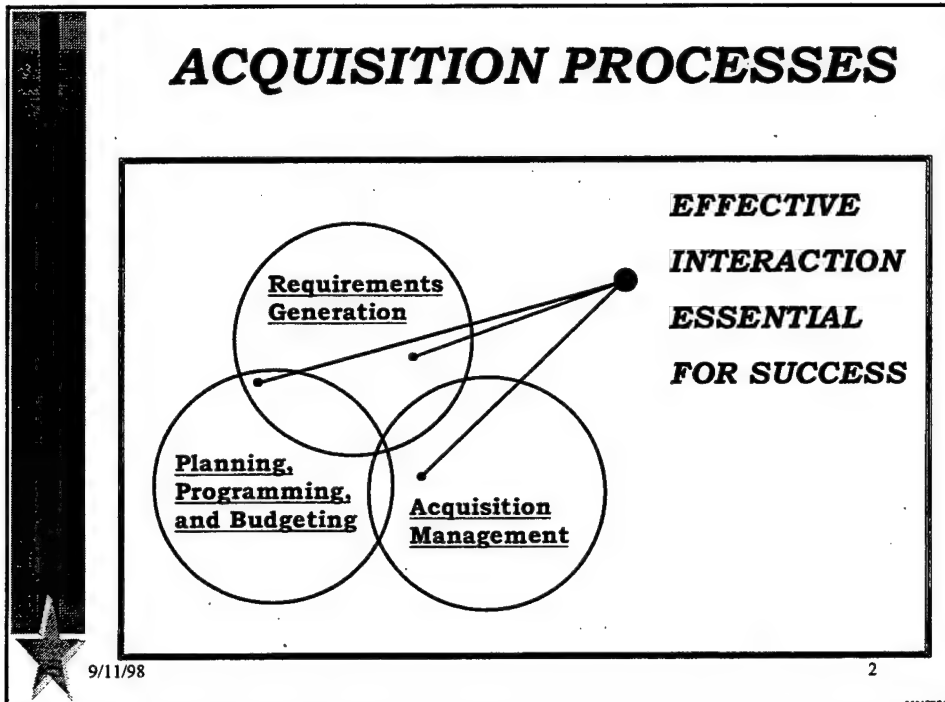 ACQUISITION PROCESSES
EFFECTIVE
INTERACTION
ESSENTIAL
FOR SUCCESS
Requirements
Generation
Planning,
Programming,
and Budgeting
Acquisition
Management
9/11/98
2